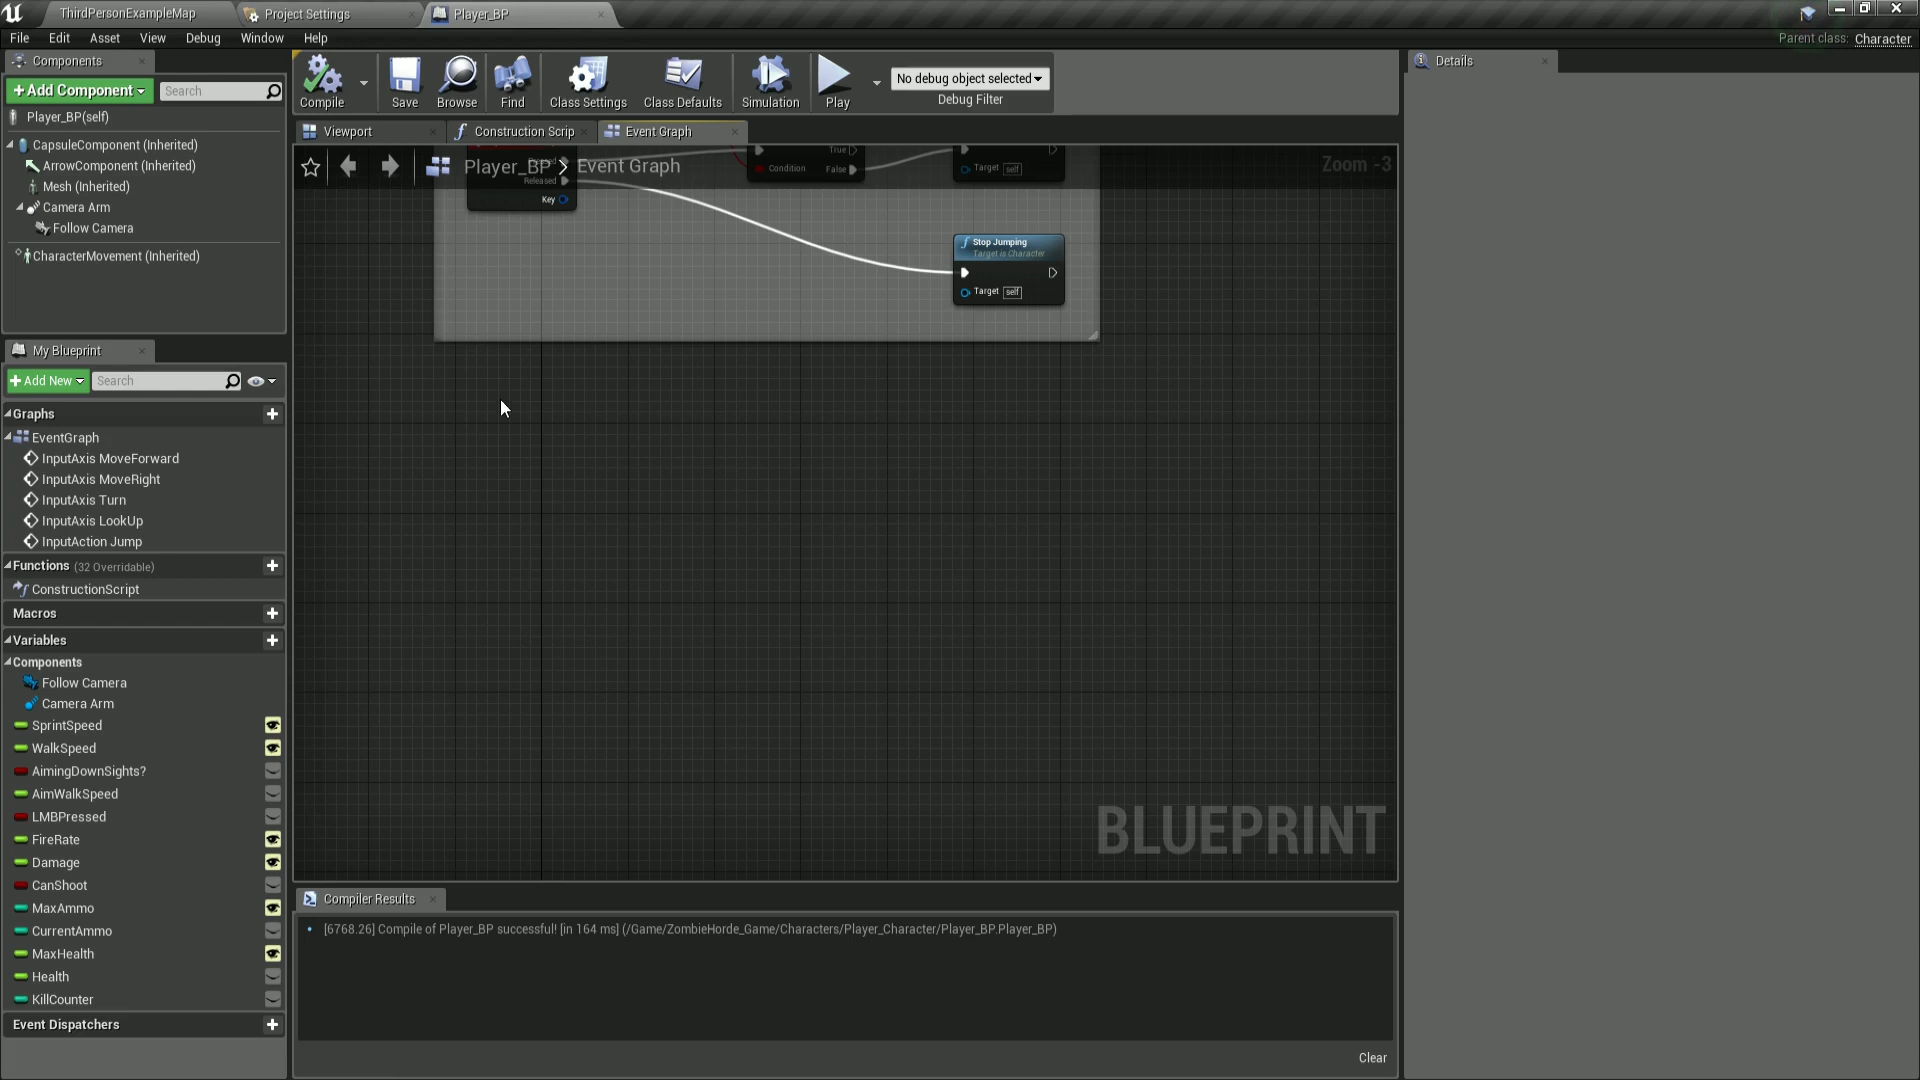 ThirdPersonExampleMap
Project Settings
Player_BP
File Edit Asset View Debug Window Help
Parent class: Character
Components
+Add Component
Search
Player_BP(self)
CapsuleComponent (Inherited)
ArrowComponent (Inherited)
Mesh (Inherited)
Camera Arm
Follow Camera
CharacterMovement (Inherited)
Compile
Save
Browse
Find
Class Settings
Class Defaults
Simulation
Play
No debug object selected
Debug Filter
Details
Viewport
Construction Scrip
Event Graph
Player_BP > Event Graph
Zoom -3
Pressed
Released
Key
True
Condition False
Target self
f Stop Jumping
Target is Character
Target self
BLUEPRINT
My Blueprint
+Add New
Search
Graphs
EventGraph
InputAxis MoveForward
InputAxis MoveRight
InputAxis Turn
InputAxis LookUp
InputAction Jump
Functions (32 Overridable)
ConstructionScript
Macros
Variables
Components
Follow Camera
Camera Arm
SprintSpeed
WalkSpeed
AimingDownSights?
AimWalkSpeed
LMBPressed
FireRate
Damage
CanShoot
MaxAmmo
CurrentAmmo
MaxHealth
Health
KillCounter
Event Dispatchers
Compiler Results
[6768.26] Compile of Player_BP successful! [in 164 ms] (/Game/ZombieHorde_Game/Characters/Player_Character/Player_BP.Player_BP)
Clear